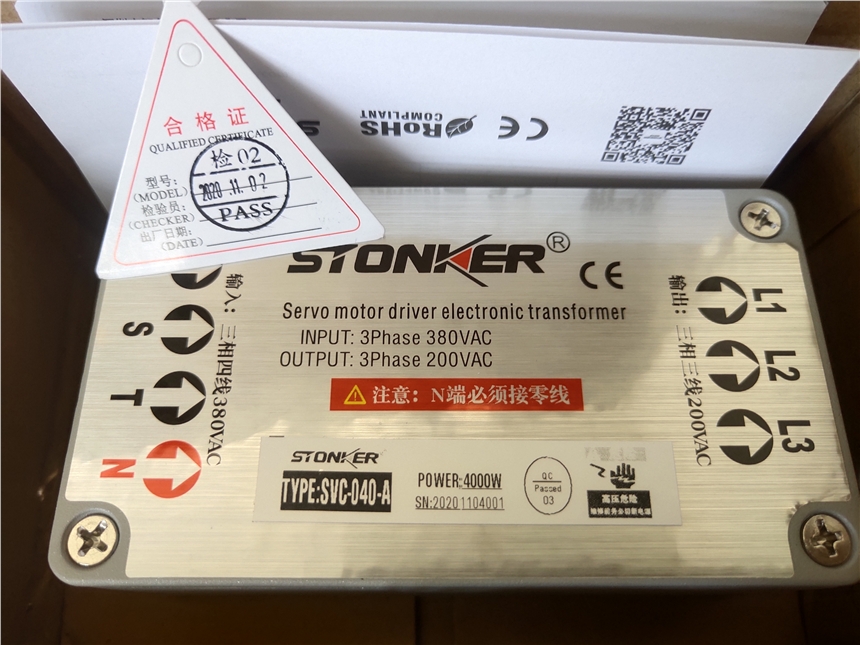 合格证
QUALIFIED CERTIFICATE
检02
2020.11.02
PASS
型号:
(MODEL)
检验员:
(CHECKER)
出厂日期:
(DATE)
RoHS
COMPLIANT
CE
STONKER®
CE
Servo motor driver electronic transformer
INPUT: 3Phase 380VAC
OUTPUT: 3Phase 200VAC
注意：N端必须接零线
输入：三相四线380VAC
S
T
N
输出：三相三线200VAC
L1
L2
L3
STONKER
TYPE:SVC-040-A
POWER:4000W
SN:20201104001
QC
Passed
03
高压危险